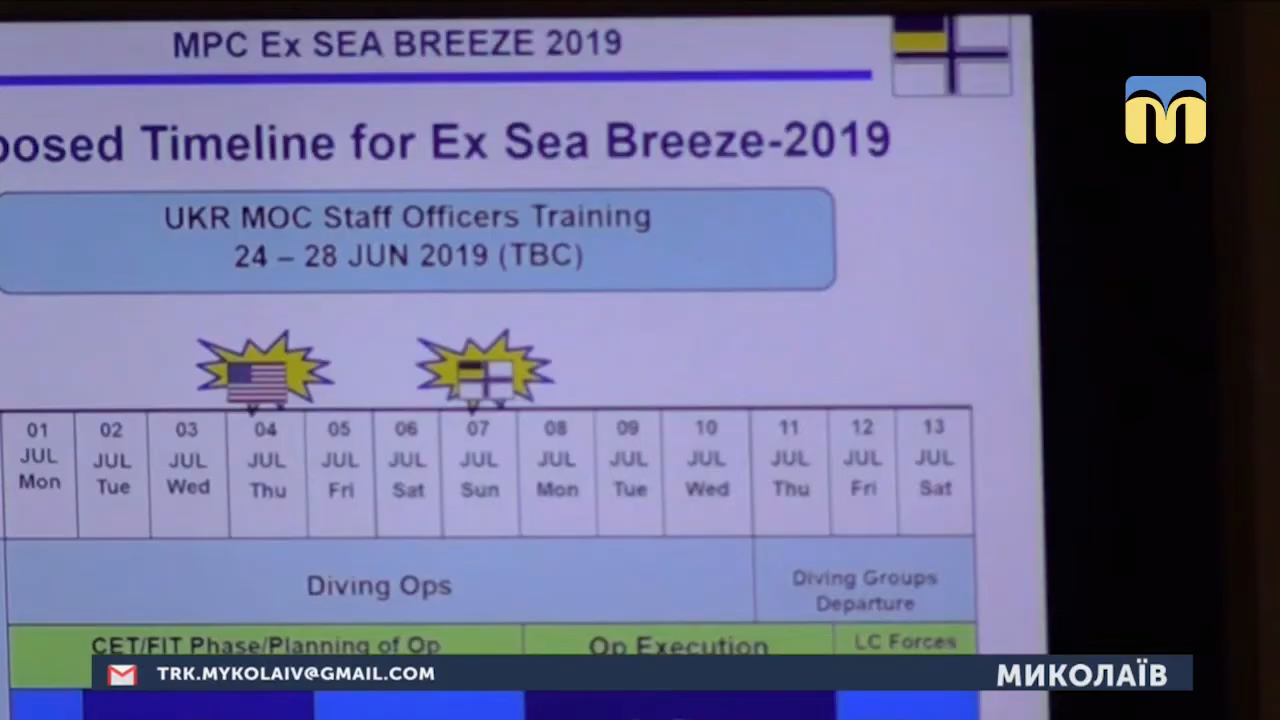 MPC Ex SEA BREEZE 2019
posed Timeline for Ex Sea Breeze-2019
UKR MOC Staff Officers Training
24 – 28 JUN 2019 (TBC)
01 02 03 04 05 06 07 08 09 10 11 12 13
JUL JUL JUL JUL JUL JUL JUL JUL JUL JUL JUL JUL JUL
Mon Tue Wed Thu Fri Sat Sun Mon Tue Wed Thu Fri Sat
Diving Ops
Diving Groups
Departure
CET/FIT Phase/Planning of Op
Op Execution
LC Forces
TRK.MYKOLAIV@GMAIL.COM
МИКОЛАЇВ